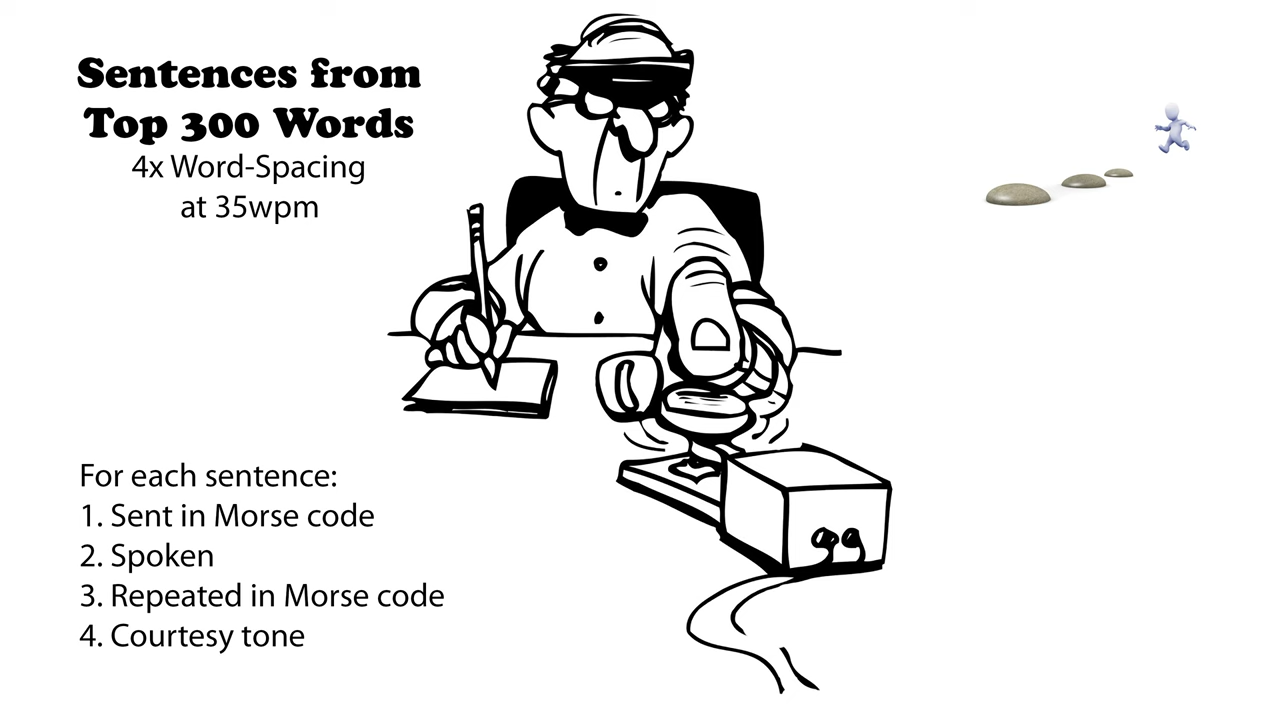 Sentences from
Top 300 Words
4x Word-Spacing
at 35wpm
For each sentence:
1. Sent in Morse code
2. Spoken
3. Repeated in Morse code
4. Courtesy tone